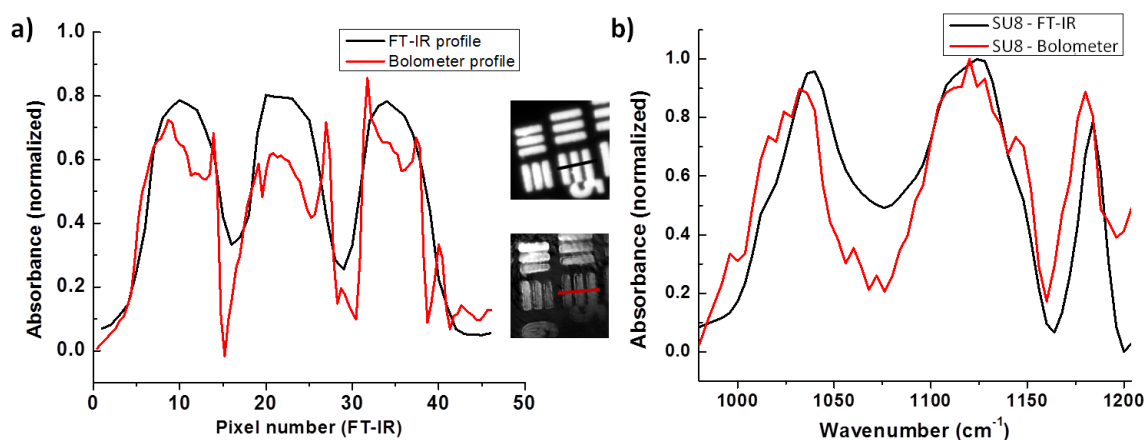 a)
1.0
0.8
0.6
0.4
0.2
0.0
Absorbance (normalized)
0
10
20
30
40
50
Pixel number (FT-IR)
FT-IR profile
Bolometer profile
5
b)
1.0
0.8
0.6
0.4
0.2
0.0
Absorbance (normalized)
1000
1050
1100
1150
1200
Wavenumber (cm⁻¹)
SU8 - FT-IR
SU8 - Bolometer